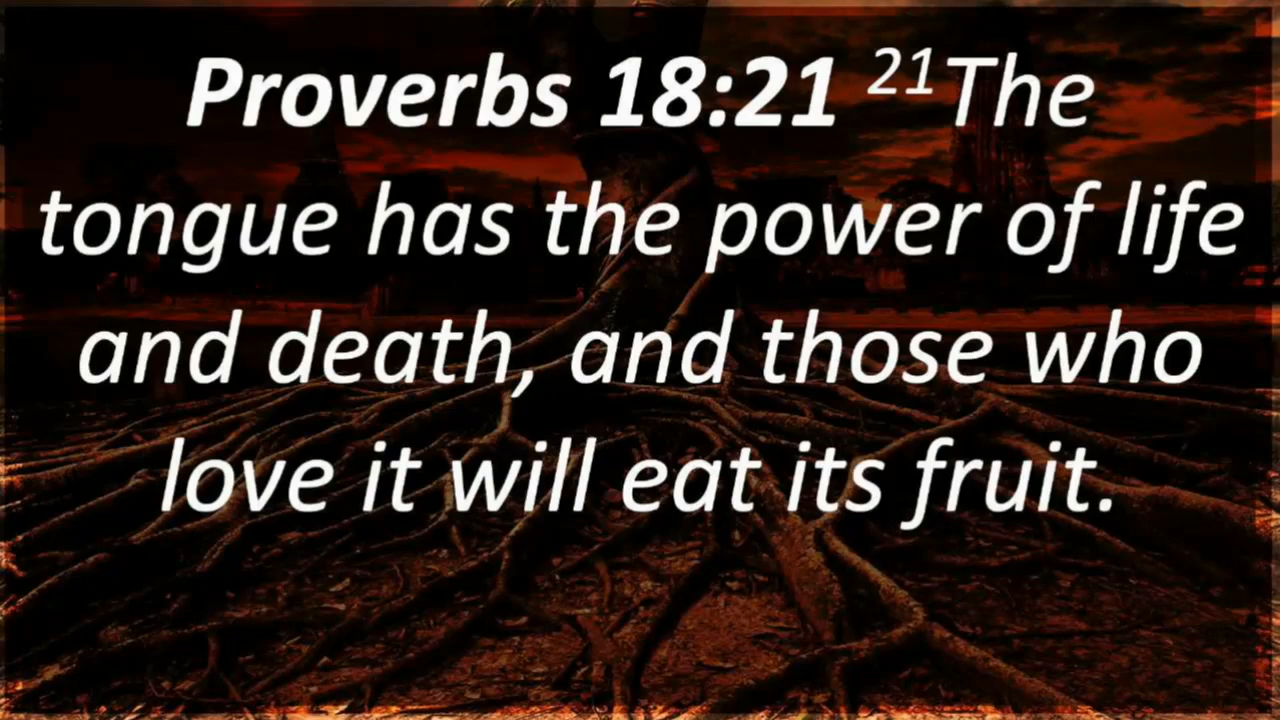 Proverbs 18:21 ²¹The
tongue has the power of life
and death, and those who
love it will eat its fruit.